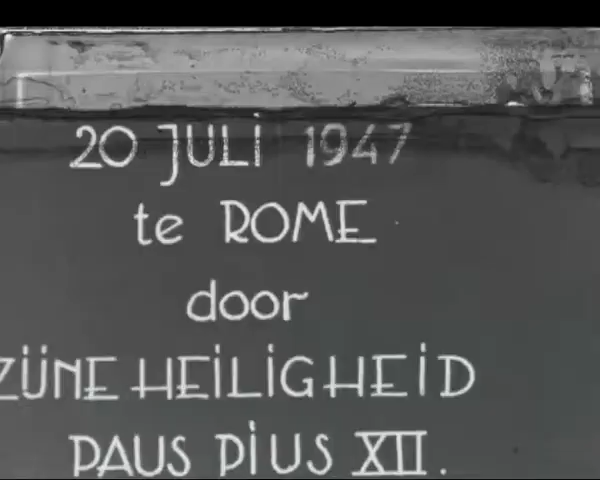 20 JULI 1947
te ROME
door
ZIJNE HEILIGHEID
PAUS PIUS XII.